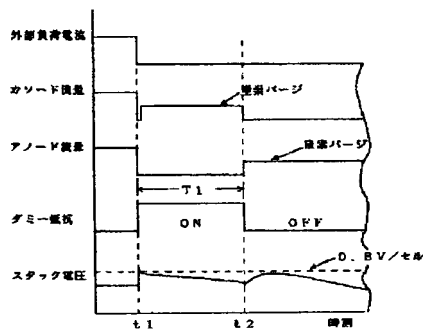 外部負荷電流
カソード流量
窒素パージ
アノード流量
窒素パージ
T1
ダミー抵抗
ON
OFF
0.8V/セル
スタック電圧
t1
t2
時刻